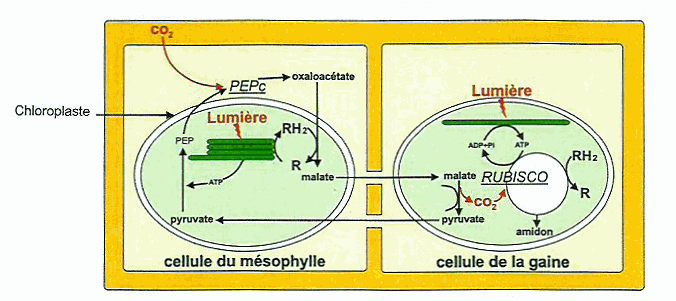 CO2
PEPc
oxaloacétate
Chloroplaste
Lumière
RH2
PEP
R
malate
ATP
pyruvate
cellule du mésophylle
Lumière
ADP+Pi
ATP
RH2
malate
RUBISCO
R
CO2
pyruvate
amidon
cellule de la gaine